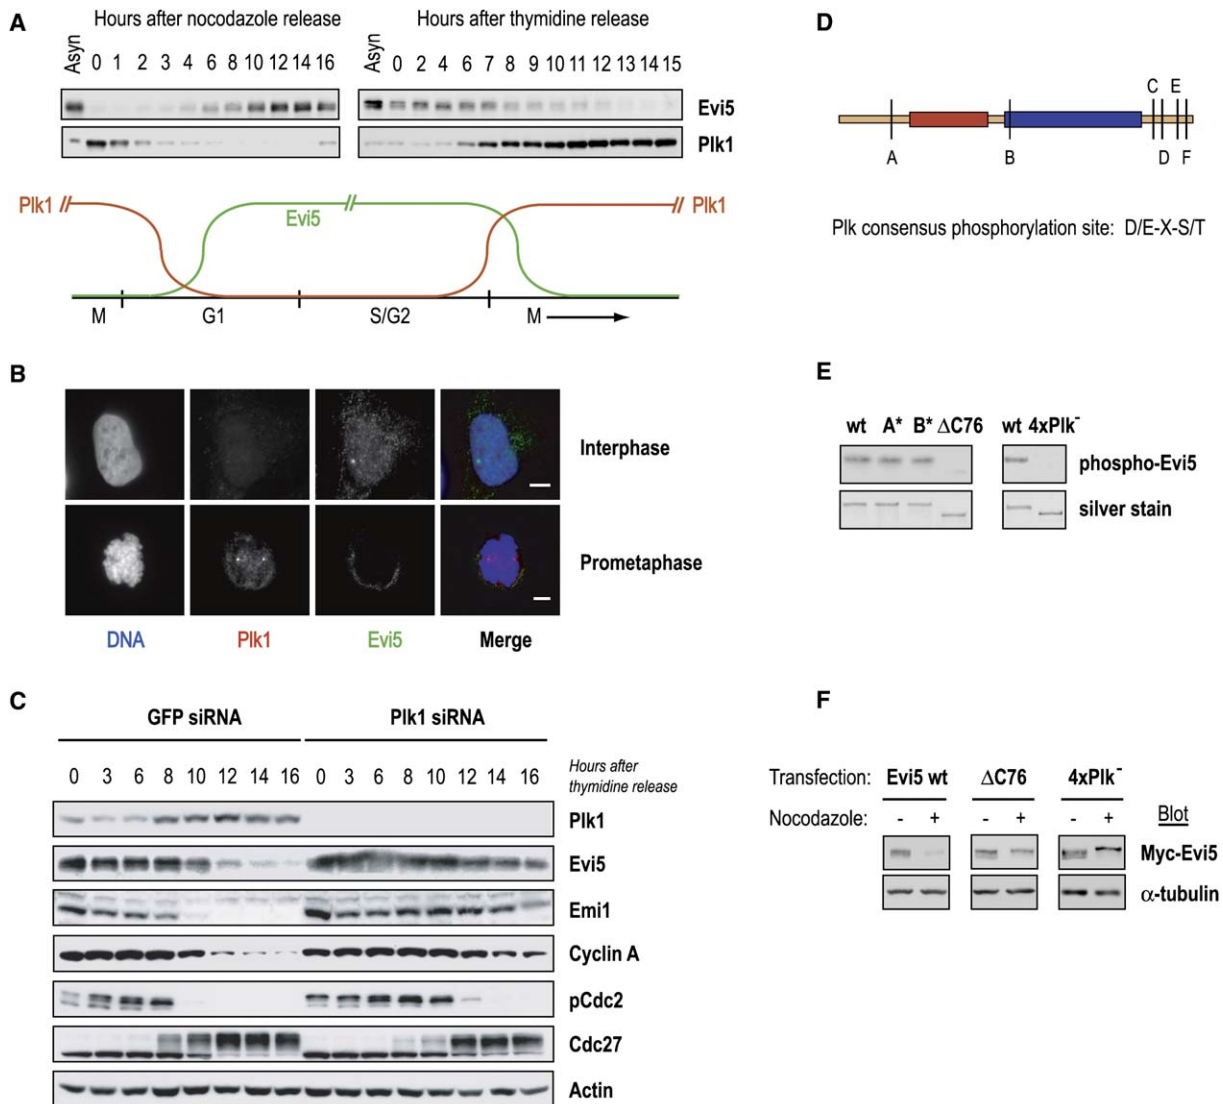 A
Hours after nocodazole release
Hours after thymidine release
Asyn 0 1 2 3 4 6 8 10 12 14 16
Asyn 0 2 4 6 7 8 9 10 11 12 13 14 15
Evi5
Plk1
Plk1
Evi5
Plk1
M G1 S/G2 M
B
Interphase
Prometaphase
DNA Plk1 Evi5 Merge
C
GFP siRNA Plk1 siRNA
0 3 6 8 10 12 14 16 0 3 6 8 10 12 14 16
Hours after
thymidine release
Plk1
Evi5
Emi1
Cyclin A
pCdc2
Cdc27
Actin
D
C E
A B D F
Plk consensus phosphorylation site: D/E-X-S/T
E
wt A* B* ΔC76 wt 4xPlk⁻
phospho-Evi5
silver stain
F
Transfection: Evi5 wt ΔC76 4xPlk⁻
Nocodazole: - + - + - + Blot
Myc-Evi5
α-tubulin